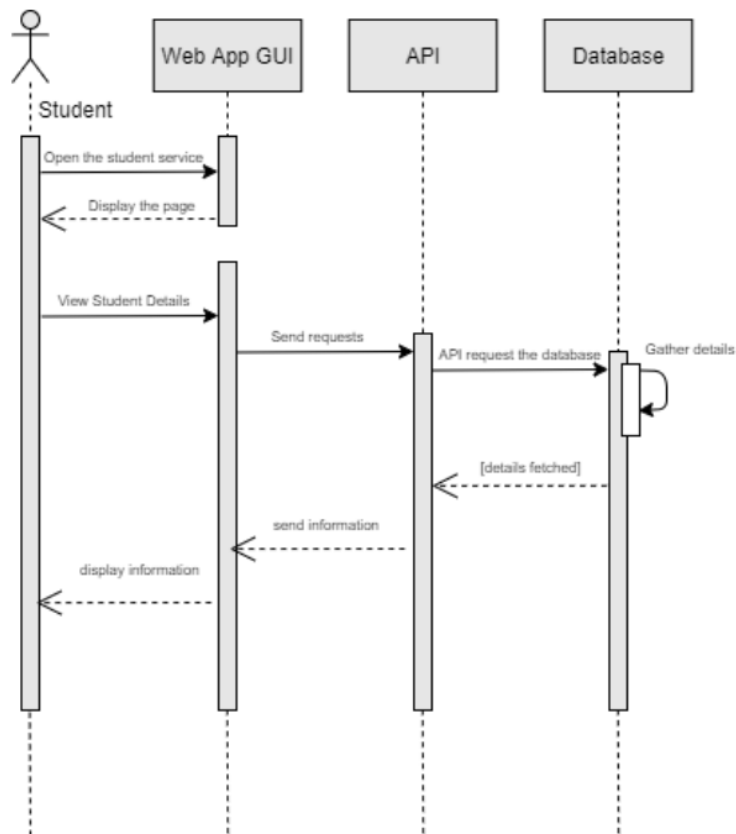 Web App GUI
API
Database
Student
Open the student service
Display the page
View Student Details
Send requests
API request the database
Gather details
[details fetched]
send information
display information